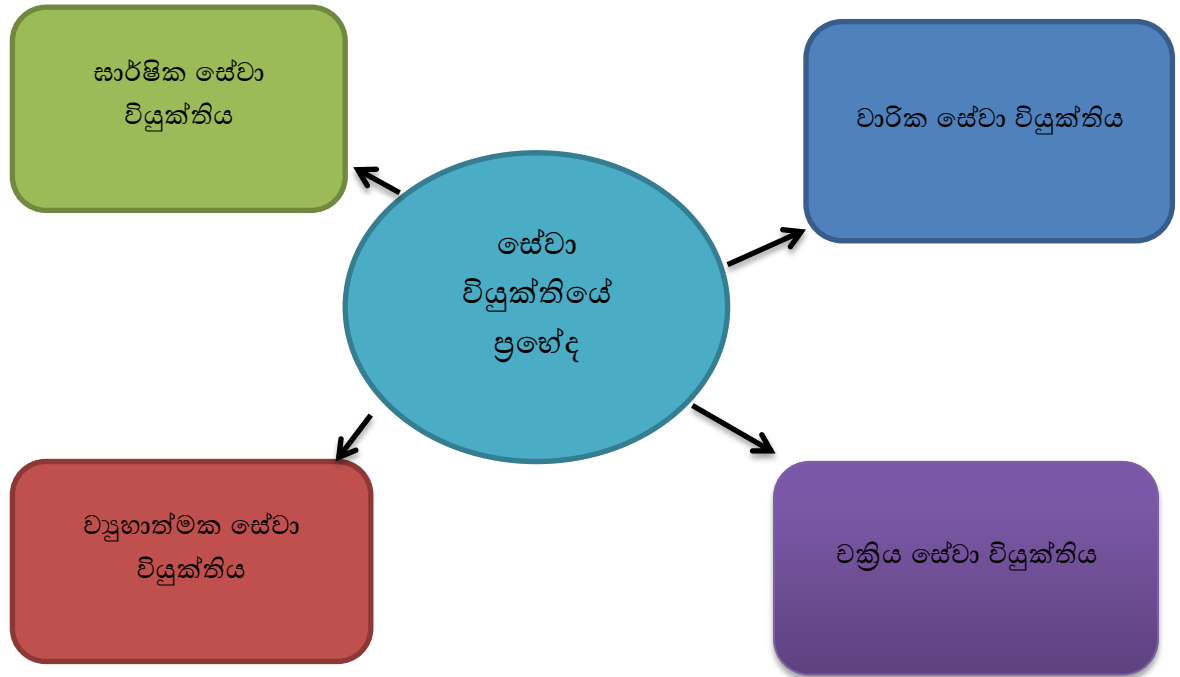 ඝාර්ෂික සේවා
වියුක්තිය
වාරික සේවා වියුක්තිය
සේවා
වියුක්තියේ
ප්‍රභේද
ව්‍යුහාත්මක සේවා
වියුක්තිය
චක්‍රිය සේවා වියුක්තිය